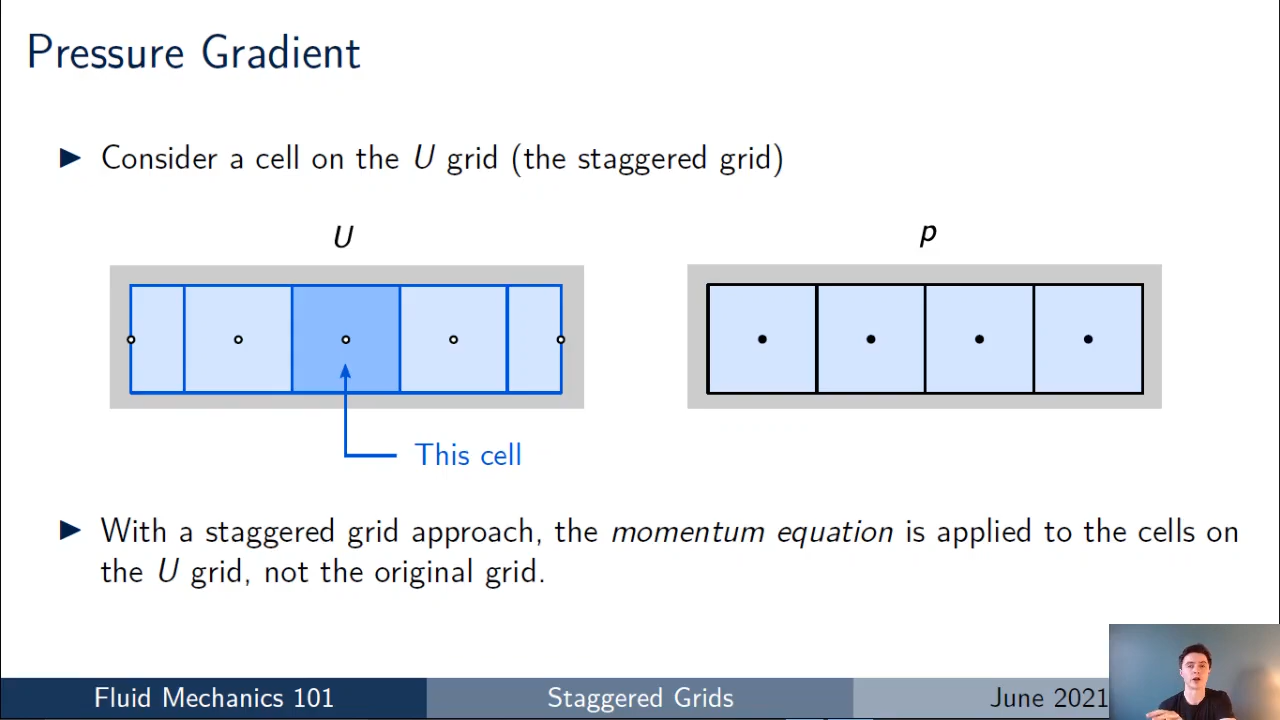 Pressure Gradient
▶ Consider a cell on the U grid (the staggered grid)
U
p
This cell
▶ With a staggered grid approach, the momentum equation is applied to the cells on
the U grid, not the original grid.
Fluid Mechanics 101
Staggered Grids
June 2021